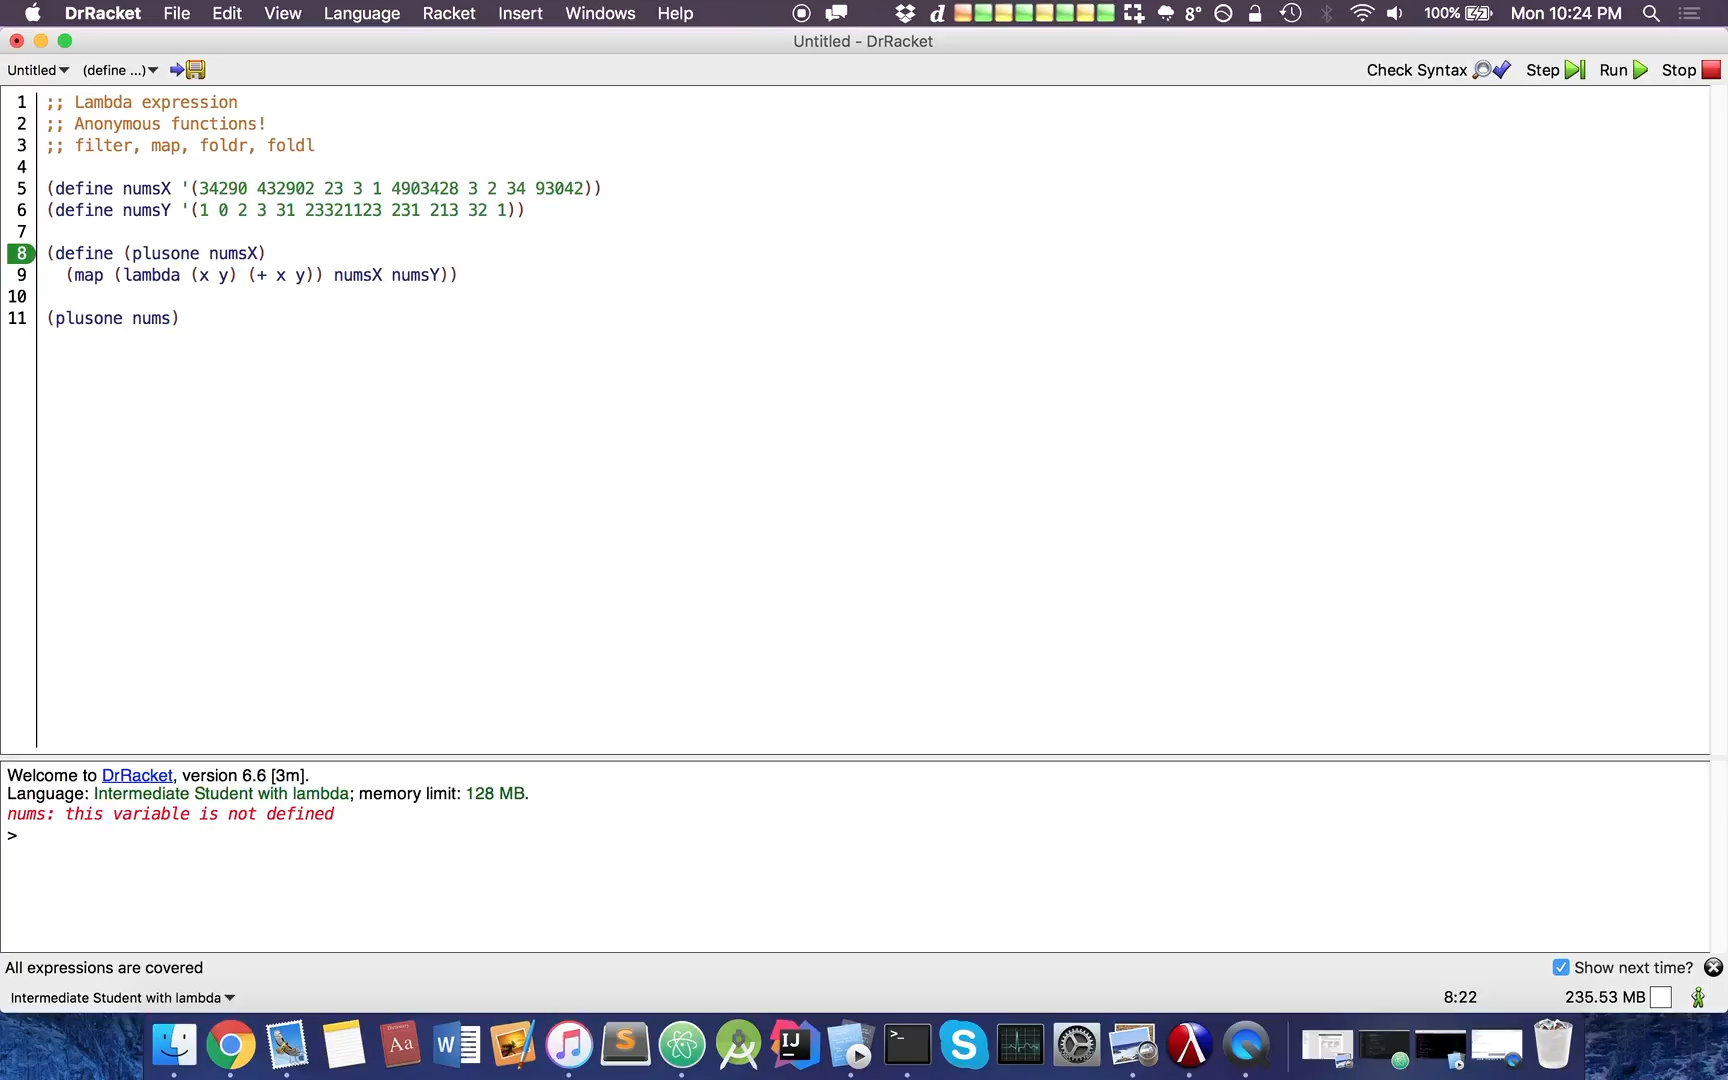 DrRacket File Edit View Language Racket Insert Windows Help d 8° 100% Mon 10:24 PM
Untitled - DrRacket
Untitled (define ...) Check Syntax Step Run Stop
1 ;; Lambda expression
2 ;; Anonymous functions!
3 ;; filter, map, foldr, foldl
4
5 (define numsX '(34290 432902 23 3 1 4903428 3 2 34 93042))
6 (define numsY '(1 0 2 3 31 23321123 231 213 32 1))
7
8 (define (plusone numsX)
9 (map (lambda (x y) (+ x y)) numsX numsY))
10
11 (plusone nums)
Welcome to DrRacket, version 6.6 [3m].
Language: Intermediate Student with lambda; memory limit: 128 MB.
nums: this variable is not defined
>
All expressions are covered Show next time?
Intermediate Student with lambda 8:22 235.53 MB
Aa W S IJ >_ S